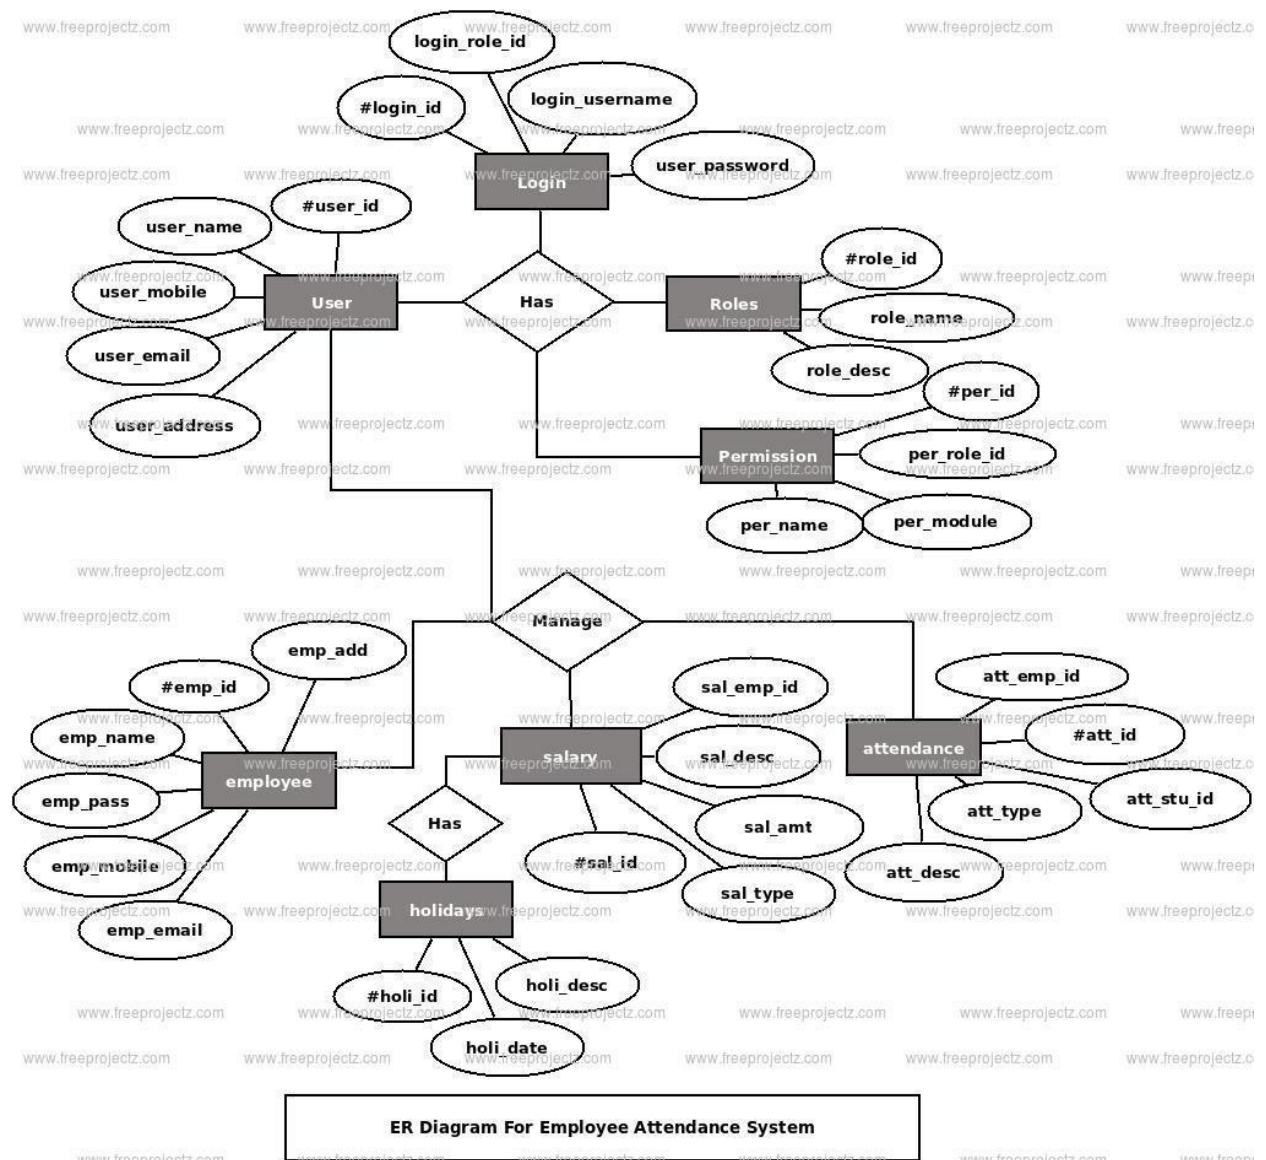 login_role_id
login_username
#login_id
user_password
Login
#user_id
user_name
#role_id
user_mobile
User
Has
Roles
role_name
user_email
role_desc
#per_id
user_address
Permission
per_role_id
per_name
per_module
Manage
emp_add
att_emp_id
#emp_id
sal_emp_id
emp_name
#att_id
attendance
salary
sal_desc
employee
emp_pass
att_stu_id
att_type
Has
sal_amt
emp_mobile
#sal_id
att_desc
sal_type
holidays
emp_email
holi_desc
#holi_id
holi_date
ER Diagram For Employee Attendance System
www.freeprojectz.com